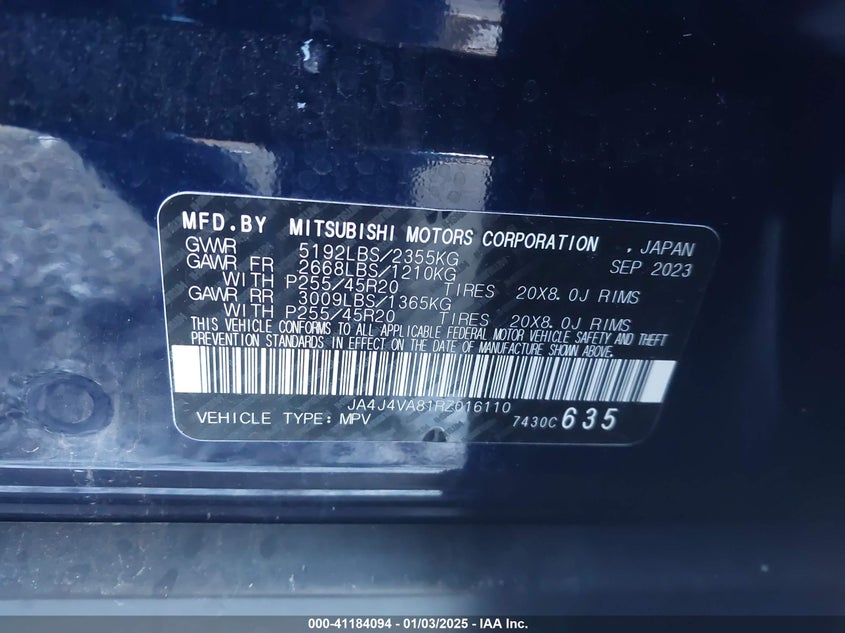 MFD.BY MITSUBISHI MOTORS CORPORATION , JAPAN
GVWR 5192LBS/2355KG SEP 2023
GAWR FR 2668LBS/1210KG
WITH P255/45R20 TIRES 20X8.0J RIMS
GAWR RR 3009LBS/1365KG
WITH P255/45R20 TIRES 20X8.0J RIMS
THIS VEHICLE CONFORMS TO ALL APPLICABLE FEDERAL MOTOR VEHICLE SAFETY AND THEFT
PREVENTION STANDARDS IN EFFECT ON THE DATE OF MANUFACTURE SHOWN ABOVE.
JA4J4VA81RZ016110
VEHICLE TYPE:MPV 7430C 635
000-41184094 - 01/03/2025 - IAA Inc.